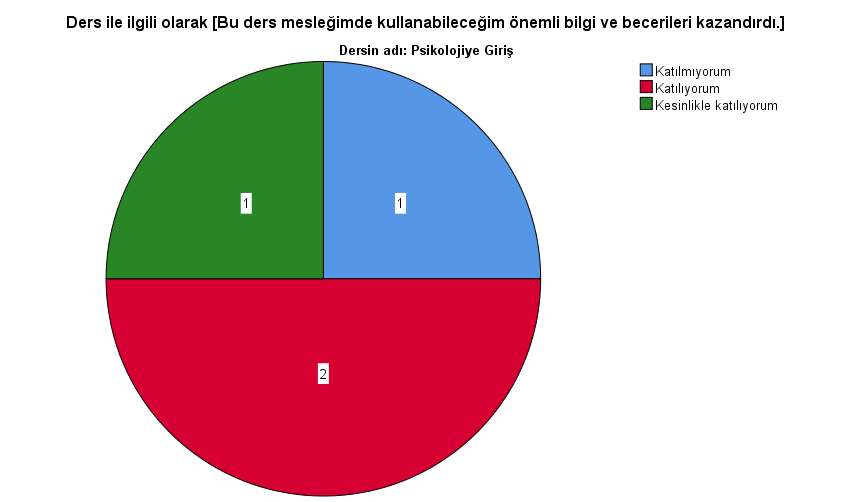 Ders ile ilgili olarak [Bu ders mesleğimde kullanabileceğim önemli bilgi ve becerileri kazandırdı.]
Dersin adı: Psikolojiye Giriş
Katılmıyorum
Katılıyorum
Kesinlikle katılıyorum
1
1
2